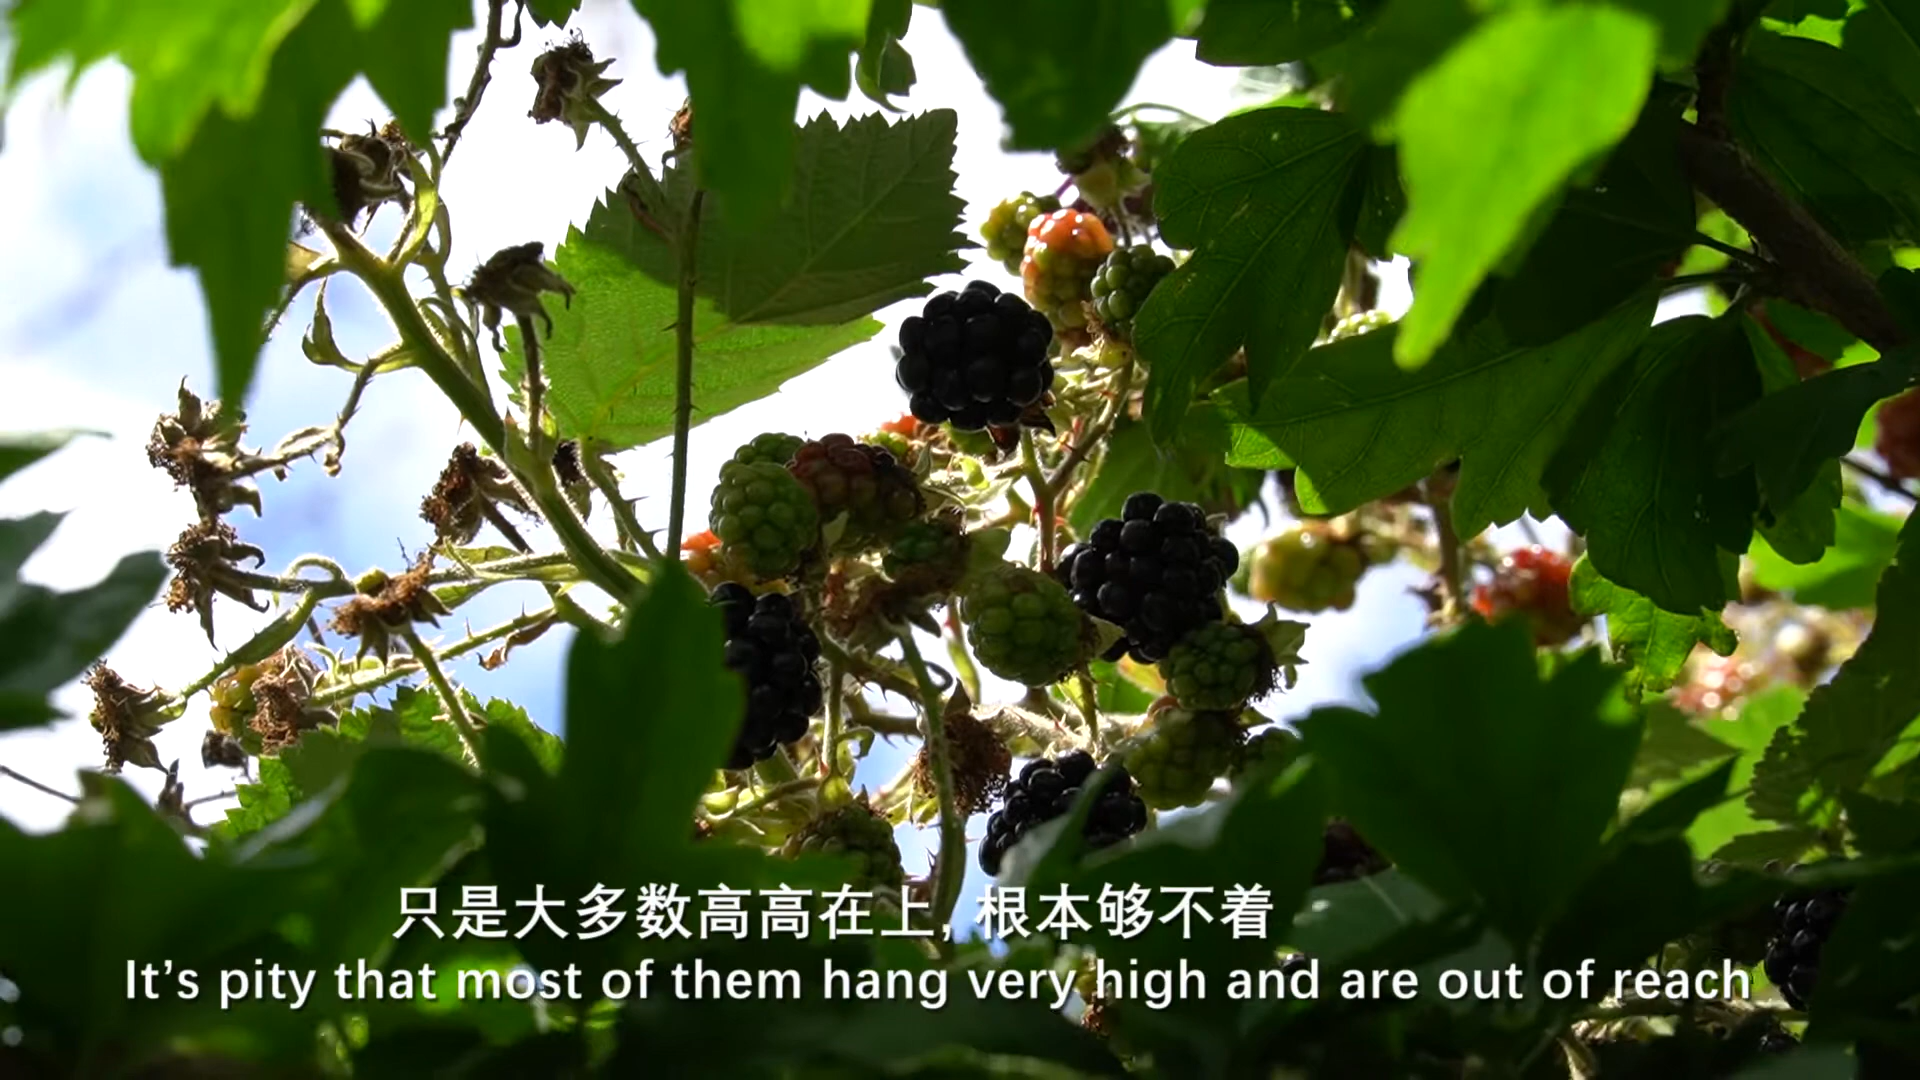 只是大多数高高在上, 根本够不着
It's pity that most of them hang very high and are out of reach